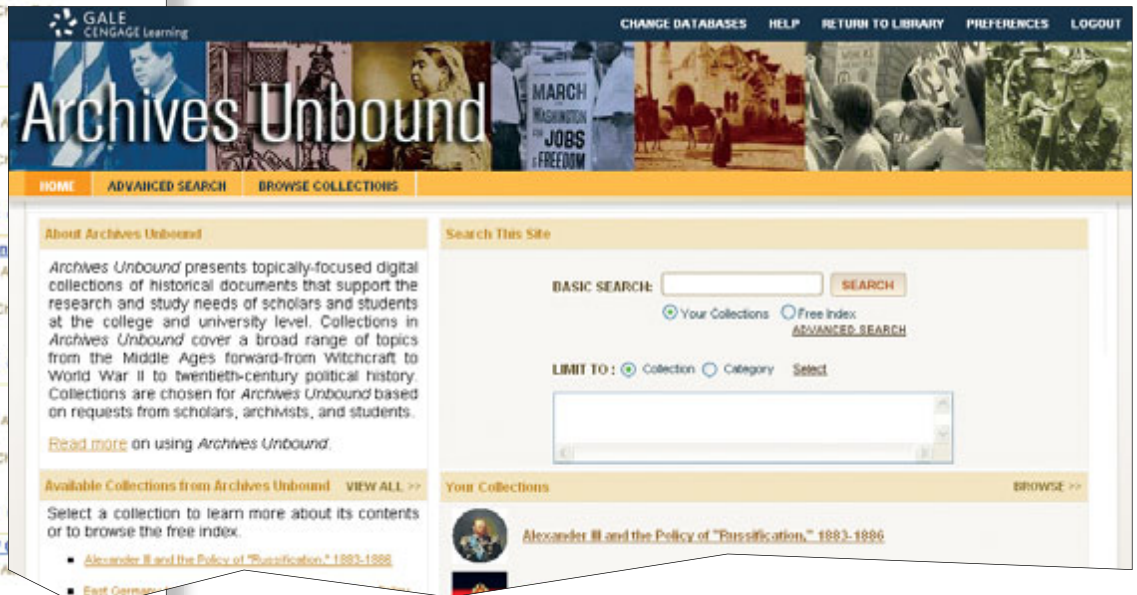 GALE
CENGAGE Learning
CHANGE DATABASES HELP RETURN TO LIBRARY PREFERENCES LOGOUT
Archives Unbound
MARCH
WASHINGTON
FOR JOBS
& FREEDOM
HOME ADVANCED SEARCH BROWSE COLLECTIONS
About Archives Unbound
Archives Unbound presents topically-focused digital
collections of historical documents that support the
research and study needs of scholars and students
at the college and university level. Collections in
Archives Unbound cover a broad range of topics
from the Middle Ages forward-from Witchcraft to
World War II to twentieth-century political history.
Collections are chosen for Archives Unbound based
on requests from scholars, archivists, and students.
Read more on using Archives Unbound.
Available Collections from Archives Unbound VIEW ALL >>
Select a collection to learn more about its contents
or to browse the free index.
Alexander III and the Policy of "Russification," 1883-1886
East Germany
Search This Site
BASIC SEARCH: SEARCH
Your Collections Free Index
ADVANCED SEARCH
LIMIT TO : Collection Category Select
Your Collections BROWSE >>
Alexander III and the Policy of "Russification," 1883-1886